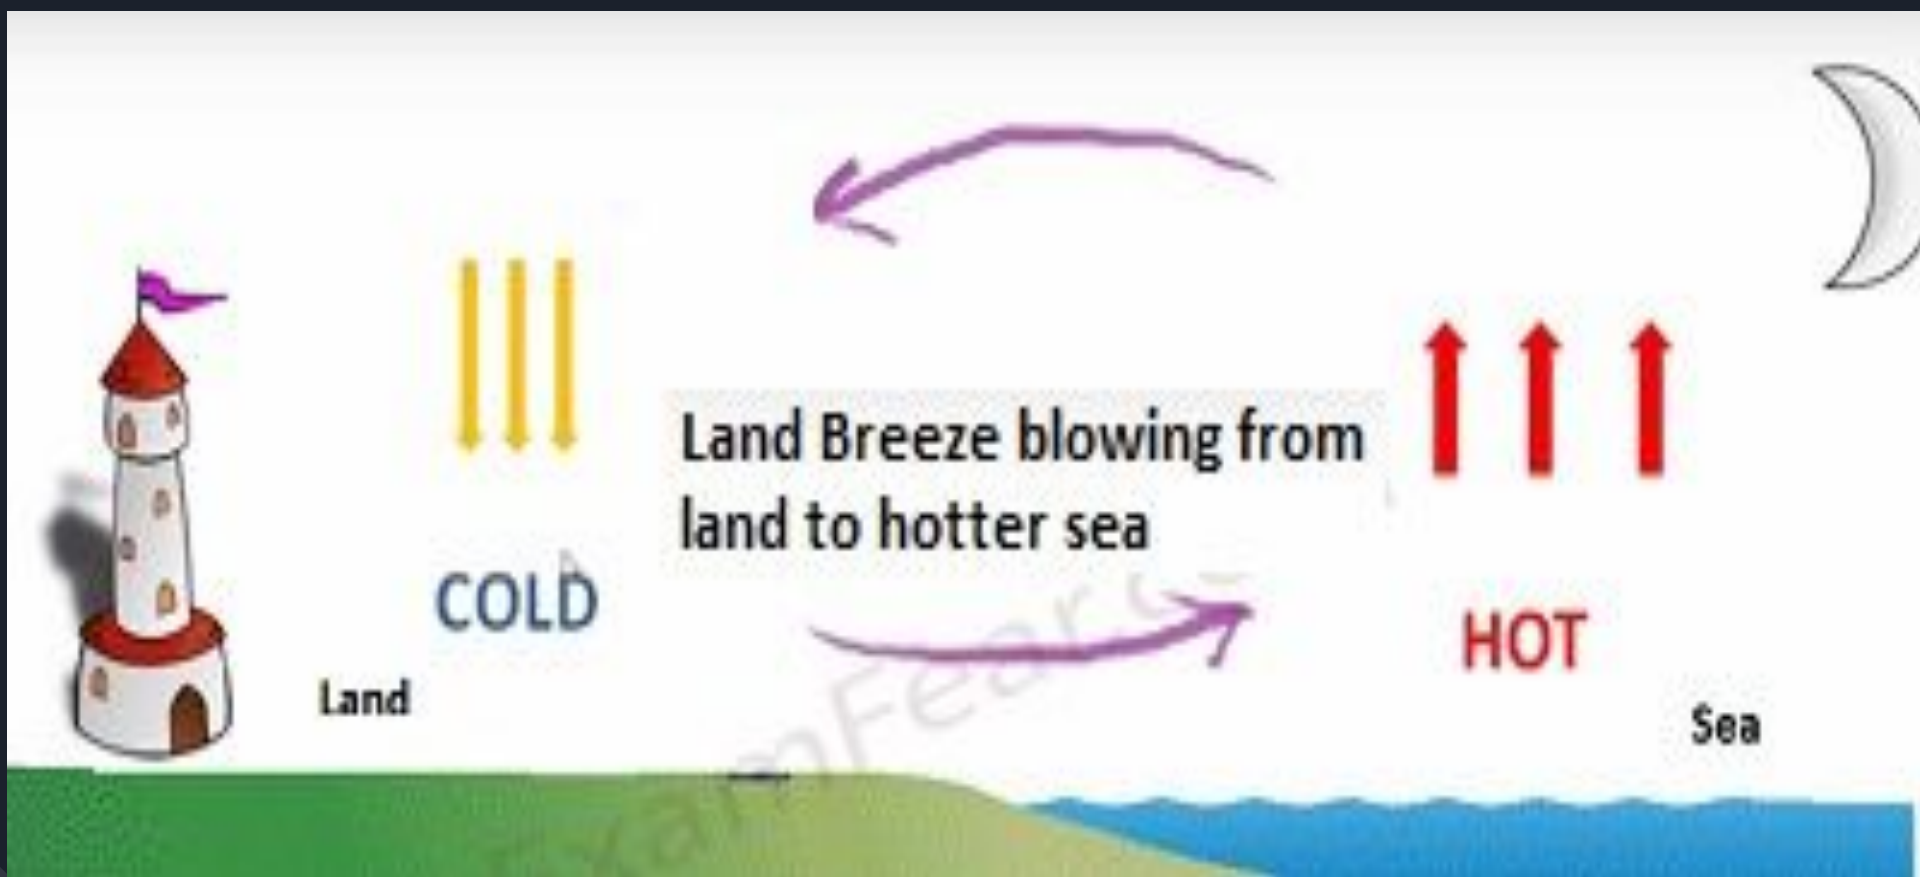 Land Breeze blowing from
land to hotter sea
COLD
HOT
Land
Sea